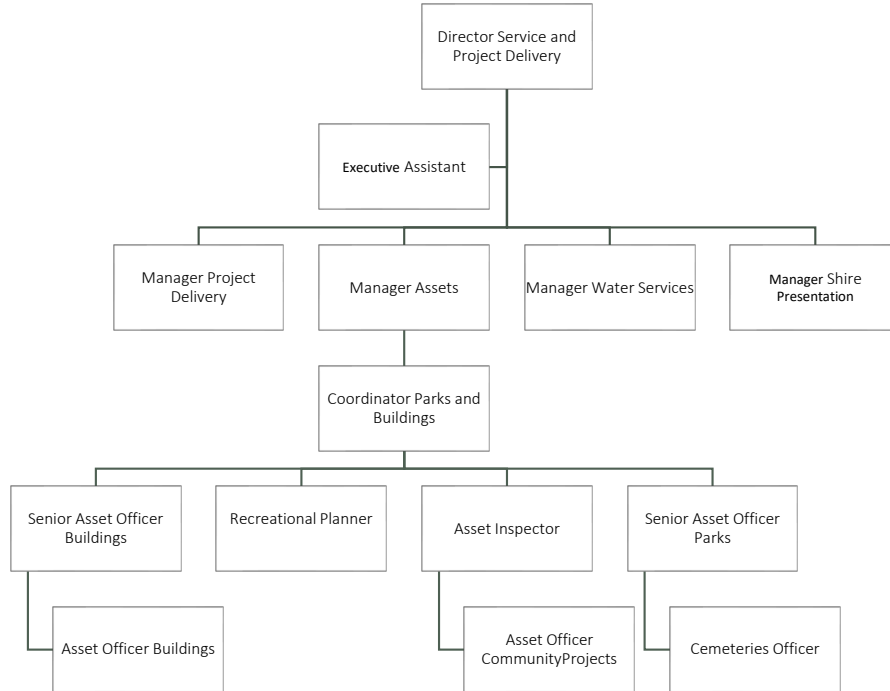 Director Service and
Project Delivery
Executive Assistant
Manager Project
Delivery
Manager Assets
Manager Water Services
Manager Shire
Presentation
Coordinator Parks and
Buildings
Senior Asset Officer
Buildings
Recreational Planner
Asset Inspector
Senior Asset Officer
Parks
Asset Officer Buildings
Asset Officer
CommunityProjects
Cemeteries Officer